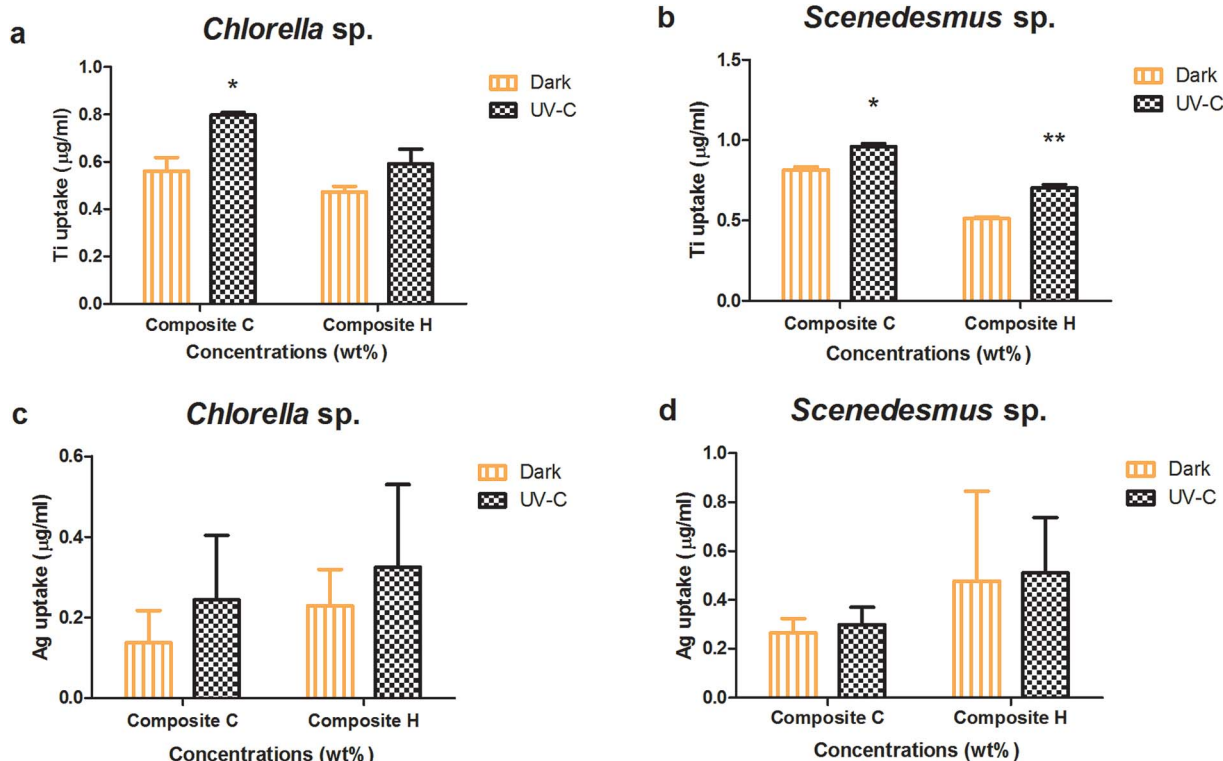 a
Chlorella sp.
1.0
0.8
0.6
0.4
0.2
0.0
Ti uptake (μg/ml)
*
Dark
UV-C
Composite C
Composite H
Concentrations (wt%)
b
Scenedesmus sp.
1.5
1.0
0.5
0.0
Ti uptake (μg/ml)
*
**
Dark
UV-C
Composite C
Composite H
Concentrations (wt%)
c
Chlorella sp.
0.6
0.4
0.2
0.0
Ag uptake (μg/ml)
Dark
UV-C
Composite C
Composite H
Concentrations (wt%)
d
Scenedesmus sp.
1.0
0.8
0.6
0.4
0.2
0.0
Ag uptake (μg/ml)
Dark
UV-C
Composite C
Composite H
Concentrations (wt%)